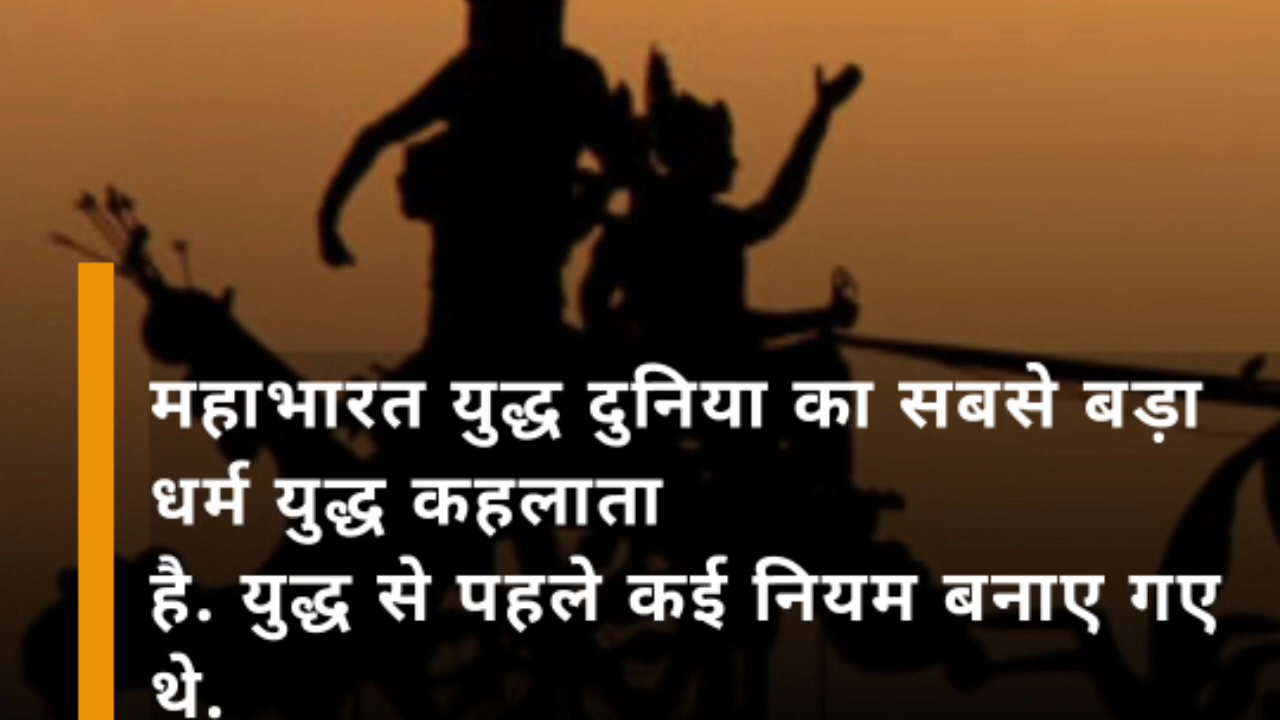 महाभारत युद्ध दुनिया का सबसे बड़ा
धर्म युद्ध कहलाता
है. युद्ध से पहले कई नियम बनाए गए
थे.